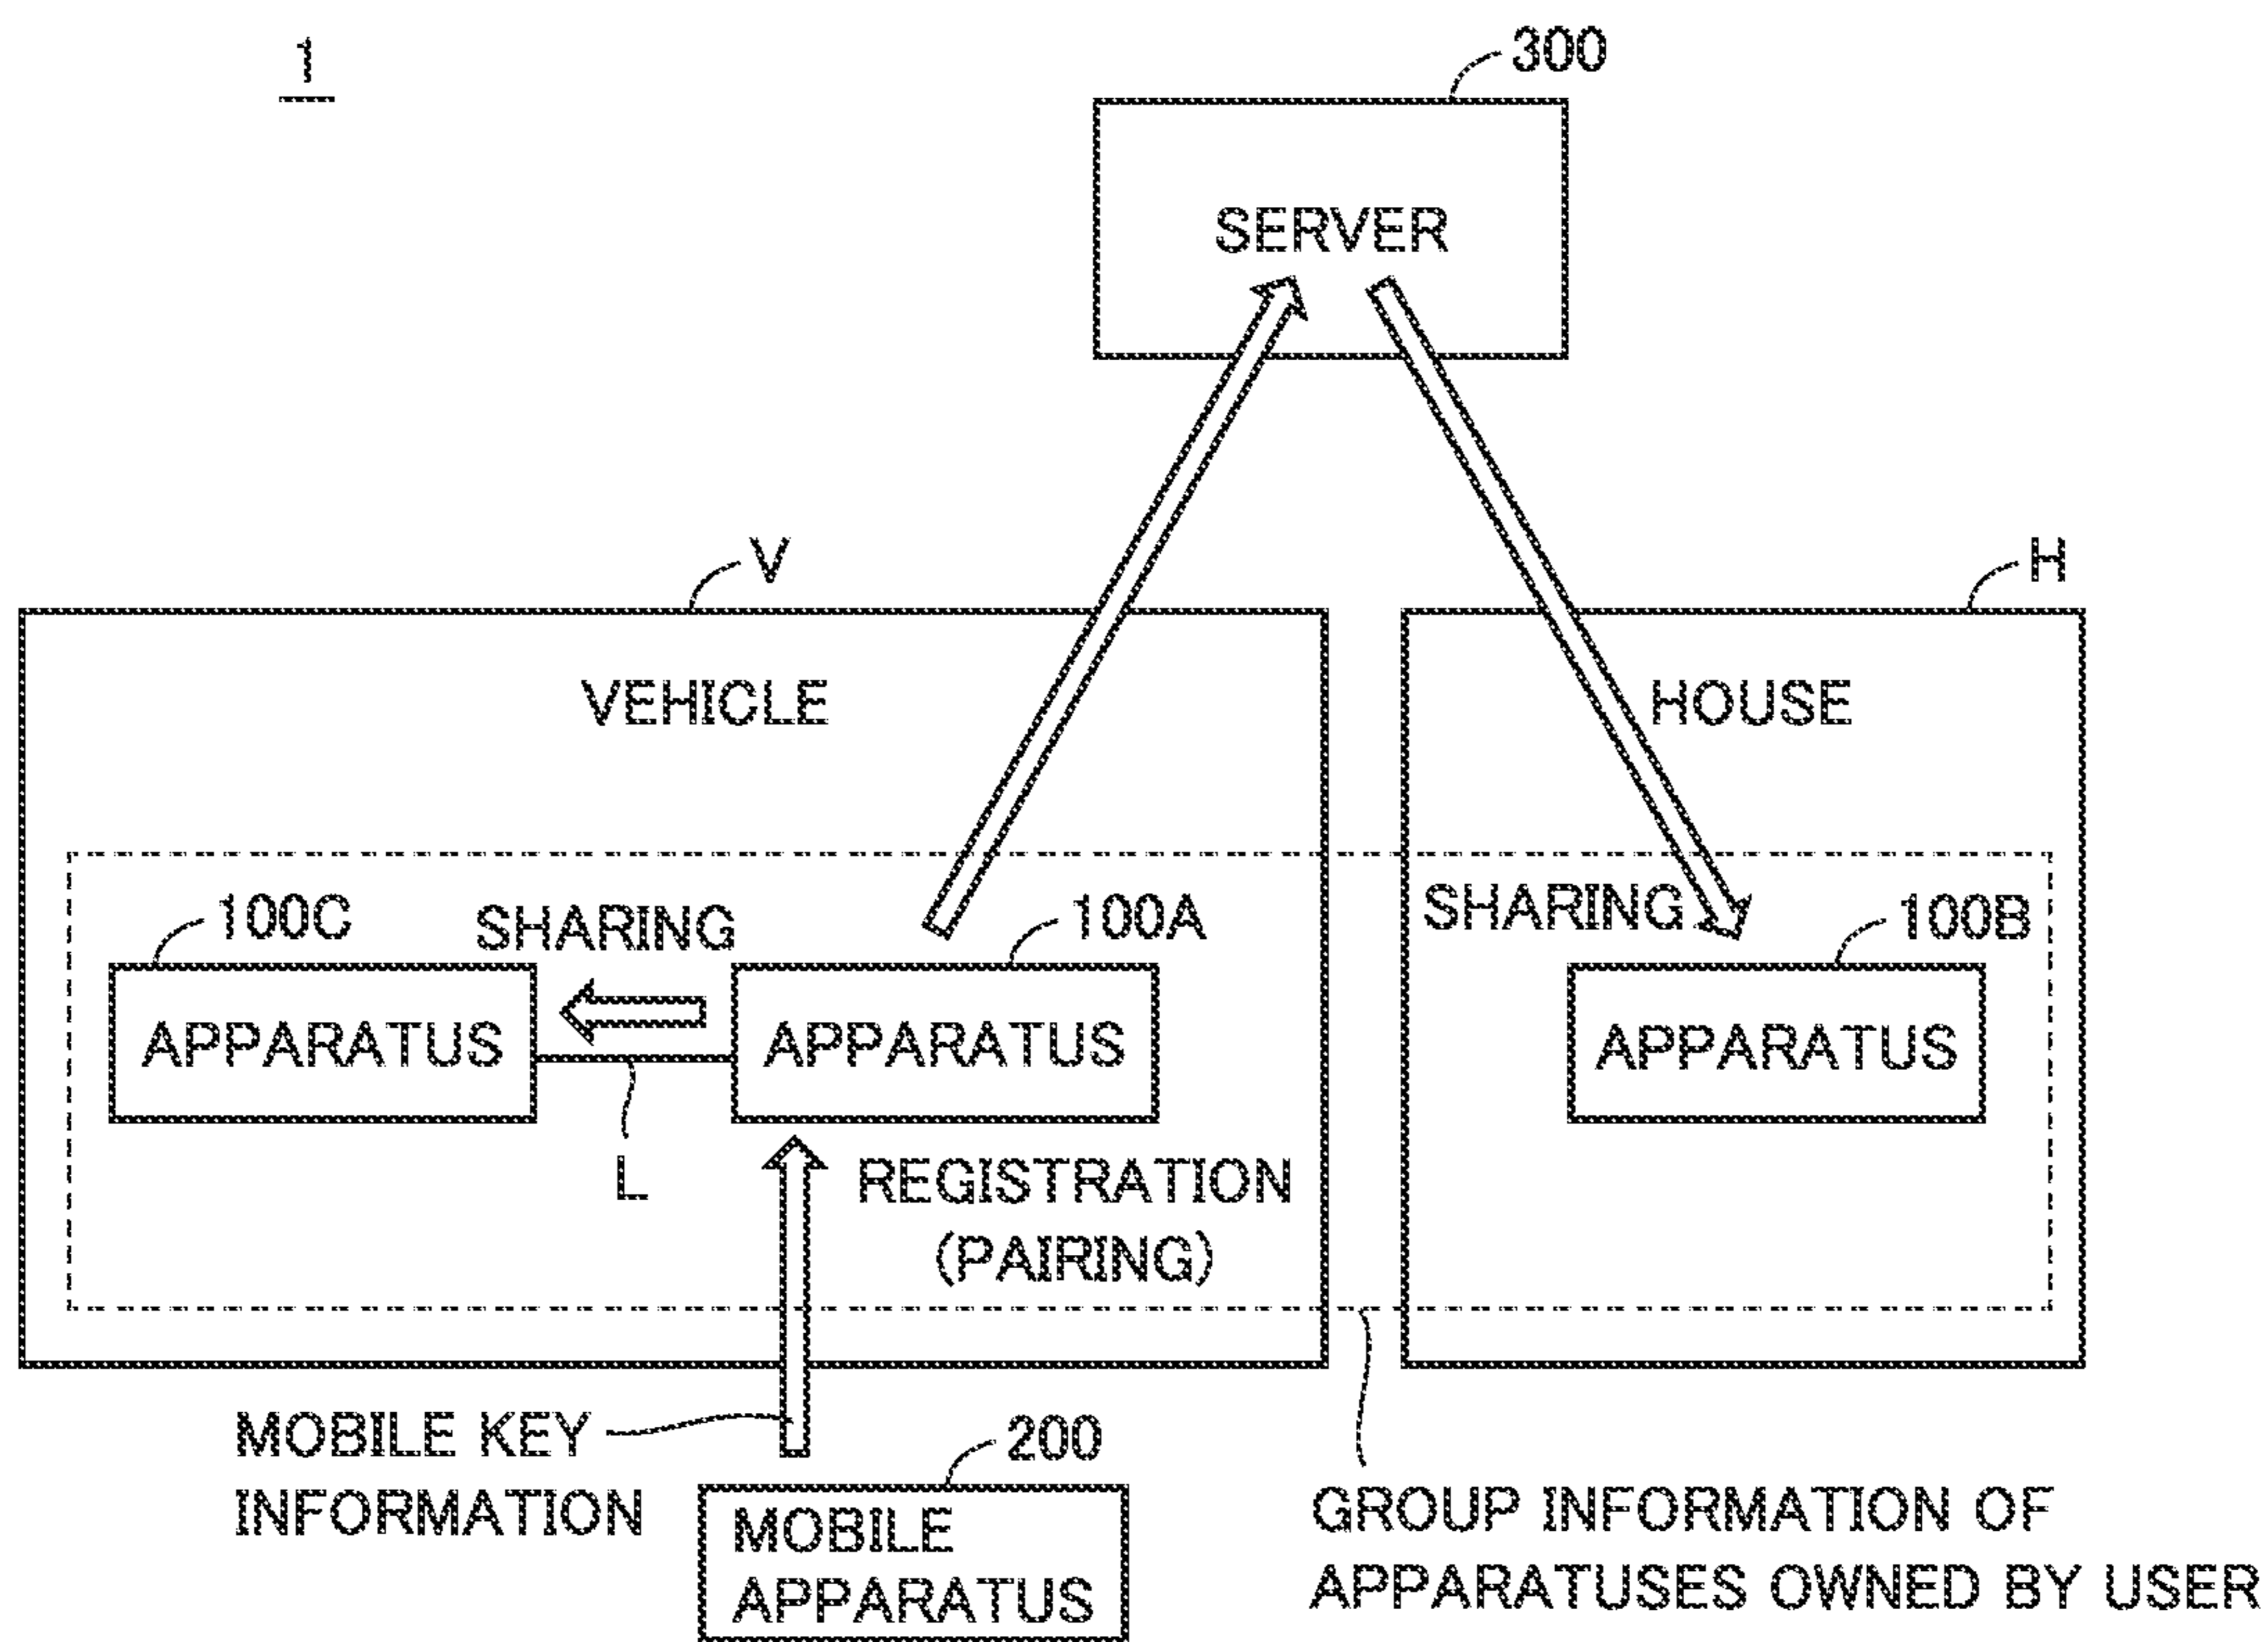 1
300
SERVER
V
H
VEHICLE
HOUSE
100C
SHARING
100A
SHARING
100B
APPARATUS
APPARATUS
APPARATUS
L
REGISTRATION
(PAIRING)
MOBILE KEY
INFORMATION
200
MOBILE
APPARATUS
GROUP INFORMATION OF
APPARATUSES OWNED BY USER